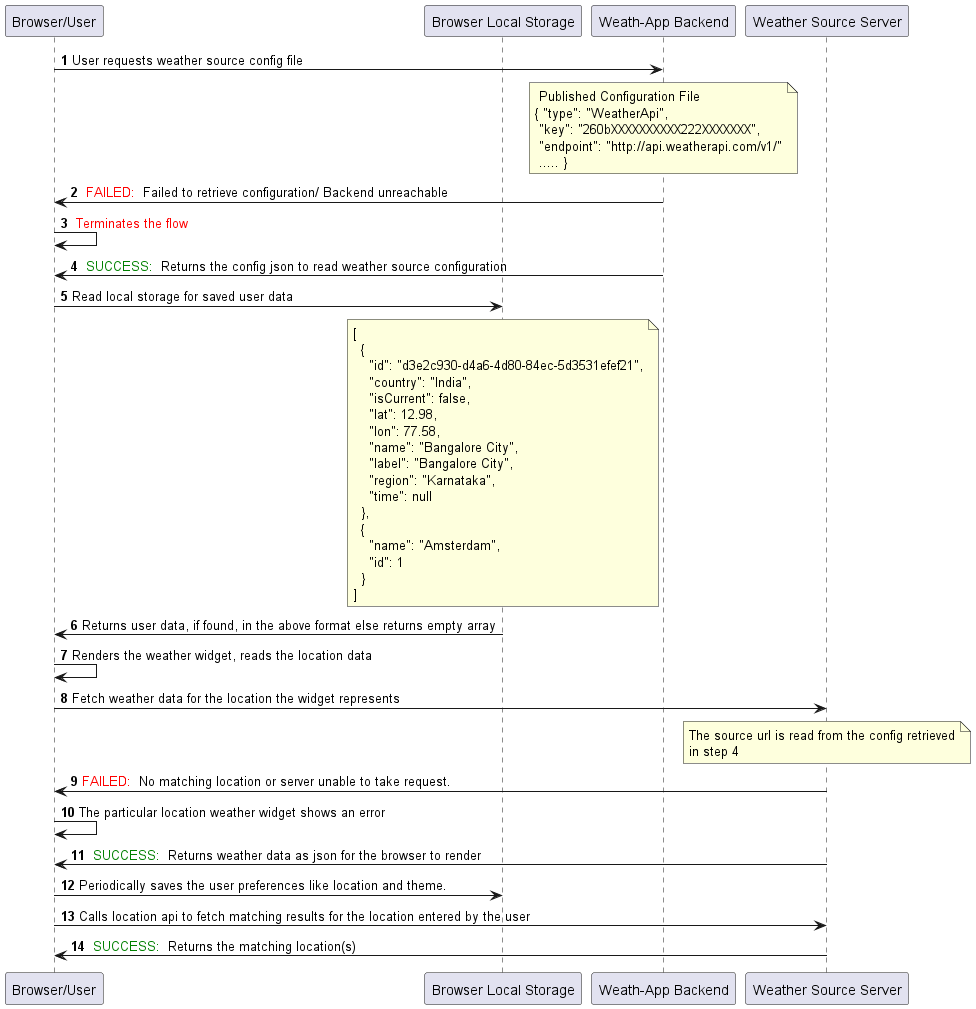 Browser/User
Browser Local Storage
Weath-App Backend
Weather Source Server
1 User requests weather source config file
Published Configuration File
{ "type": "WeatherApi",
"key": "260bXXXXXXXXXX222XXXXXXX",
"endpoint": "http://api.weatherapi.com/v1/"
..... }
2 FAILED: Failed to retrieve configuration/ Backend unreachable
3 Terminates the flow
4 SUCCESS: Returns the config json to read weather source configuration
5 Read local storage for saved user data
[
{
"id": "d3e2c930-d4a6-4d80-84ec-5d3531efef21",
"country": "India",
"isCurrent": false,
"lat": 12.98,
"lon": 77.58,
"name": "Bangalore City",
"label": "Bangalore City",
"region": "Karnataka",
"time": null
},
{
"name": "Amsterdam",
"id": 1
}
]
6 Returns user data, if found, in the above format else returns empty array
7 Renders the weather widget, reads the location data
8 Fetch weather data for the location the widget represents
The source url is read from the config retrieved
in step 4
9 FAILED: No matching location or server unable to take request.
10 The particular location weather widget shows an error
11 SUCCESS: Returns weather data as json for the browser to render
12 Periodically saves the user preferences like location and theme.
13 Calls location api to fetch matching results for the location entered by the user
14 SUCCESS: Returns the matching location(s)
Browser/User
Browser Local Storage
Weath-App Backend
Weather Source Server